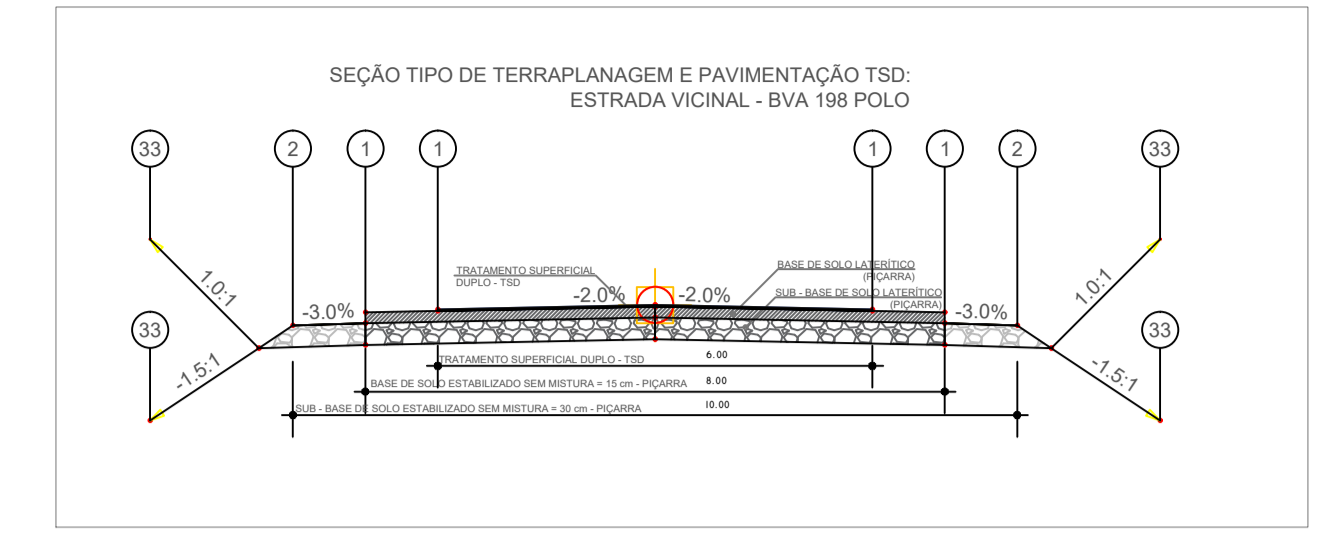 SEÇÃO TIPO DE TERRAPLANAGEM E PAVIMENTAÇÃO TSD:
ESTRADA VICINAL - BVA 198 POLO
33
2
1
1
1
1
2
33
1.0:1
TRATAMENTO SUPERFICIAL
DUPLO - TSD
BASE DE SOLO LATERÍTICO
(PIÇARRA)
1.0:1
-3.0%
-2.0%
-2.0%
SUB - BASE DE SOLO LATERÍTICO
(PIÇARRA)
-3.0%
33
33
-1.5:1
TRATAMENTO SUPERFICIAL DUPLO - TSD
6.00
-1.5:1
BASE DE SOLO ESTABILIZADO SEM MISTURA = 15 cm - PIÇARRA
8.00
SUB - BASE DE SOLO ESTABILIZADO SEM MISTURA = 30 cm - PIÇARRA
10.00